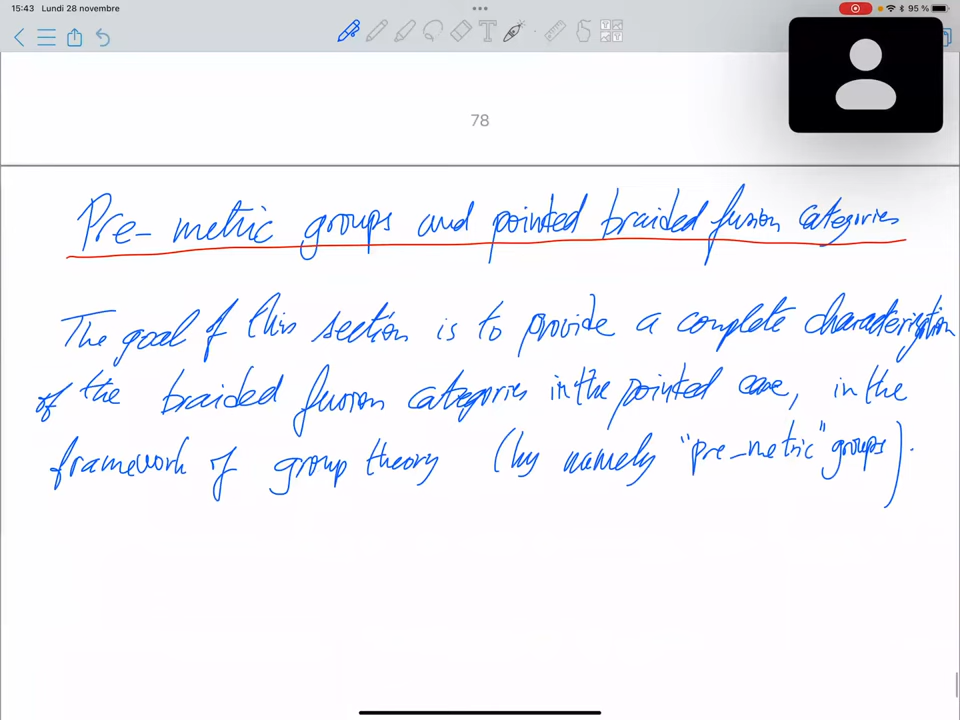 15:43 Lundi 28 novembre
95 %
78
Pre-metric groups and pointed braided fusion categories
The goal of this section is to provide a complete characterization
of the braided fusion categories in the pointed case, in the
framework of group theory (by namely "pre-metric" groups).